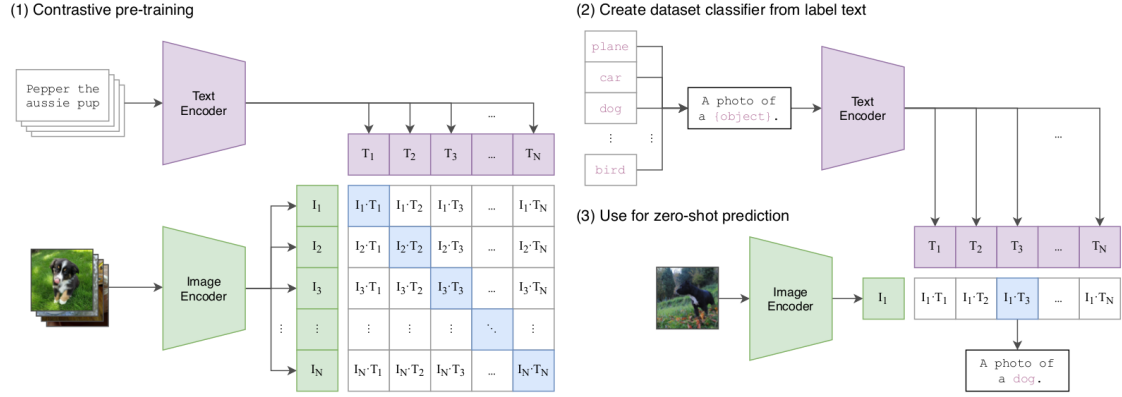 (1) Contrastive pre-training
Pepper the
aussie pup
Text
Encoder
...
T1 T2 T3 ... TN
I1 I1·T1 I1·T2 I1·T3 ... I1·TN
I2 I2·T1 I2·T2 I2·T3 ... I2·TN
Image
Encoder
I3 I3·T1 I3·T2 I3·T3 ... I3·TN
⋮ ⋮ ⋮ ⋮ ⋮ ⋱ ⋮
IN IN·T1 IN·T2 IN·T3 ... IN·TN
(2) Create dataset classifier from label text
plane
car
dog
⋮ ⋮
bird
A photo of
a {object}.
Text
Encoder
...
(3) Use for zero-shot prediction
Image
Encoder
T1 T2 T3 ... TN
I1 I1·T1 I1·T2 I1·T3 ... I1·TN
A photo of
a dog.